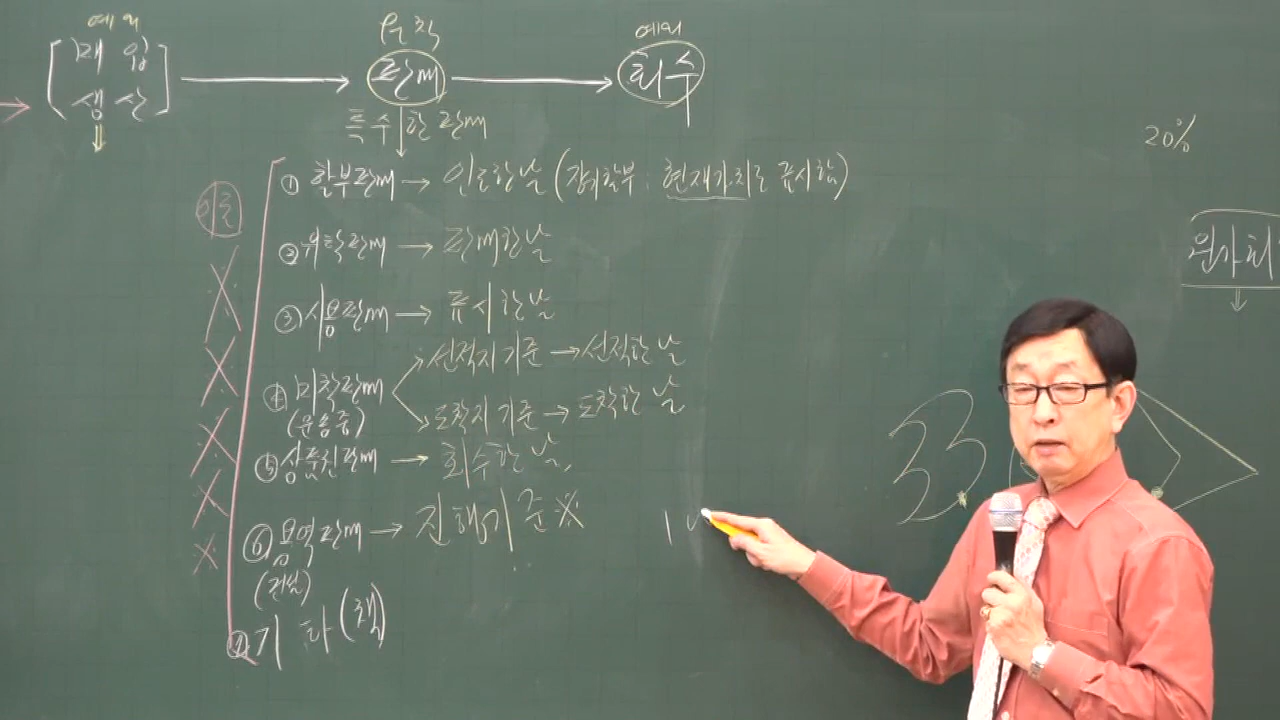 예외 원칙 예외
매입 판매 회수
생산
특수한 판매
20%
① 할부판매 → 인도한 날 (장기할부 : 현재가치로 표시함)
이론
② 위탁판매 → 판매한 날
원가회
③ 시용판매 → 표시한 날
선적지 기준 → 선적한 날
④ 미착판매
(운송중)
도착지 기준 → 도착한 날
33
⑤ 상품권판매 → 회수한 날
⑥ 용역판매 → 진행기준 ※
(건설)
⑦ 기타 (책)